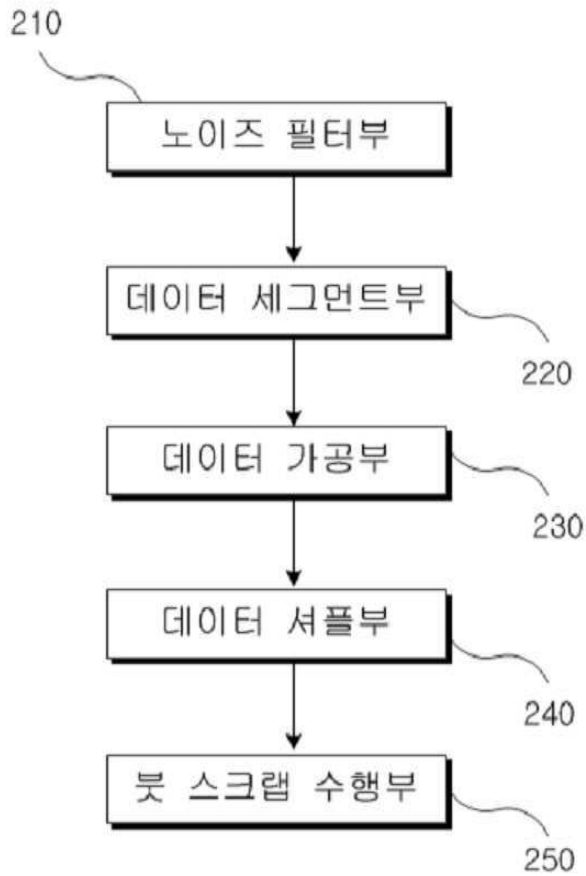 210
노이즈 필터부
데이터 세그먼트부
220
데이터 가공부
230
데이터 셔플부
240
붓 스크랩 수행부
250